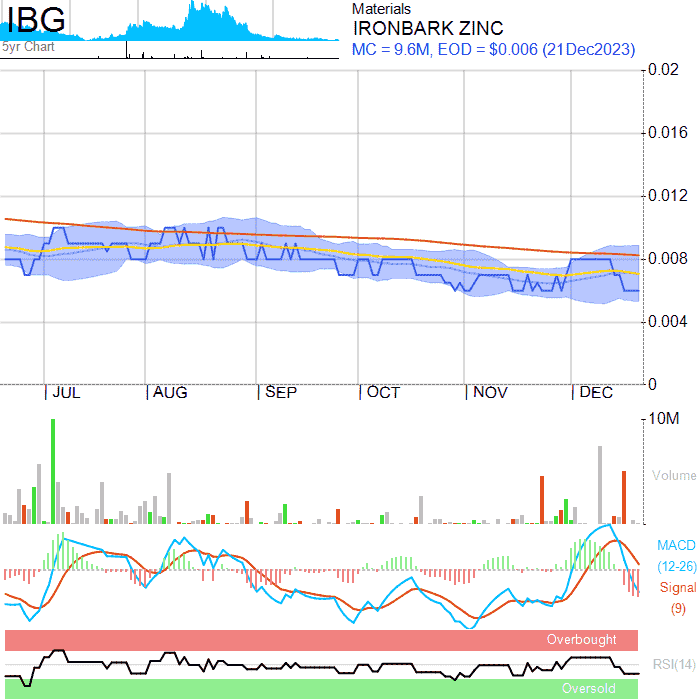 IBG
5yr Chart
Materials
IRONBARK ZINC
MC = 9.6M, EOD = $0.006 (21Dec2023)
0.02
0.016
0.012
0.008
0.004
0
JUL AUG SEP OCT NOV DEC
10M
Volume
MACD
(12-26)
Signal
(9)
Overbought
RSI(14)
Oversold